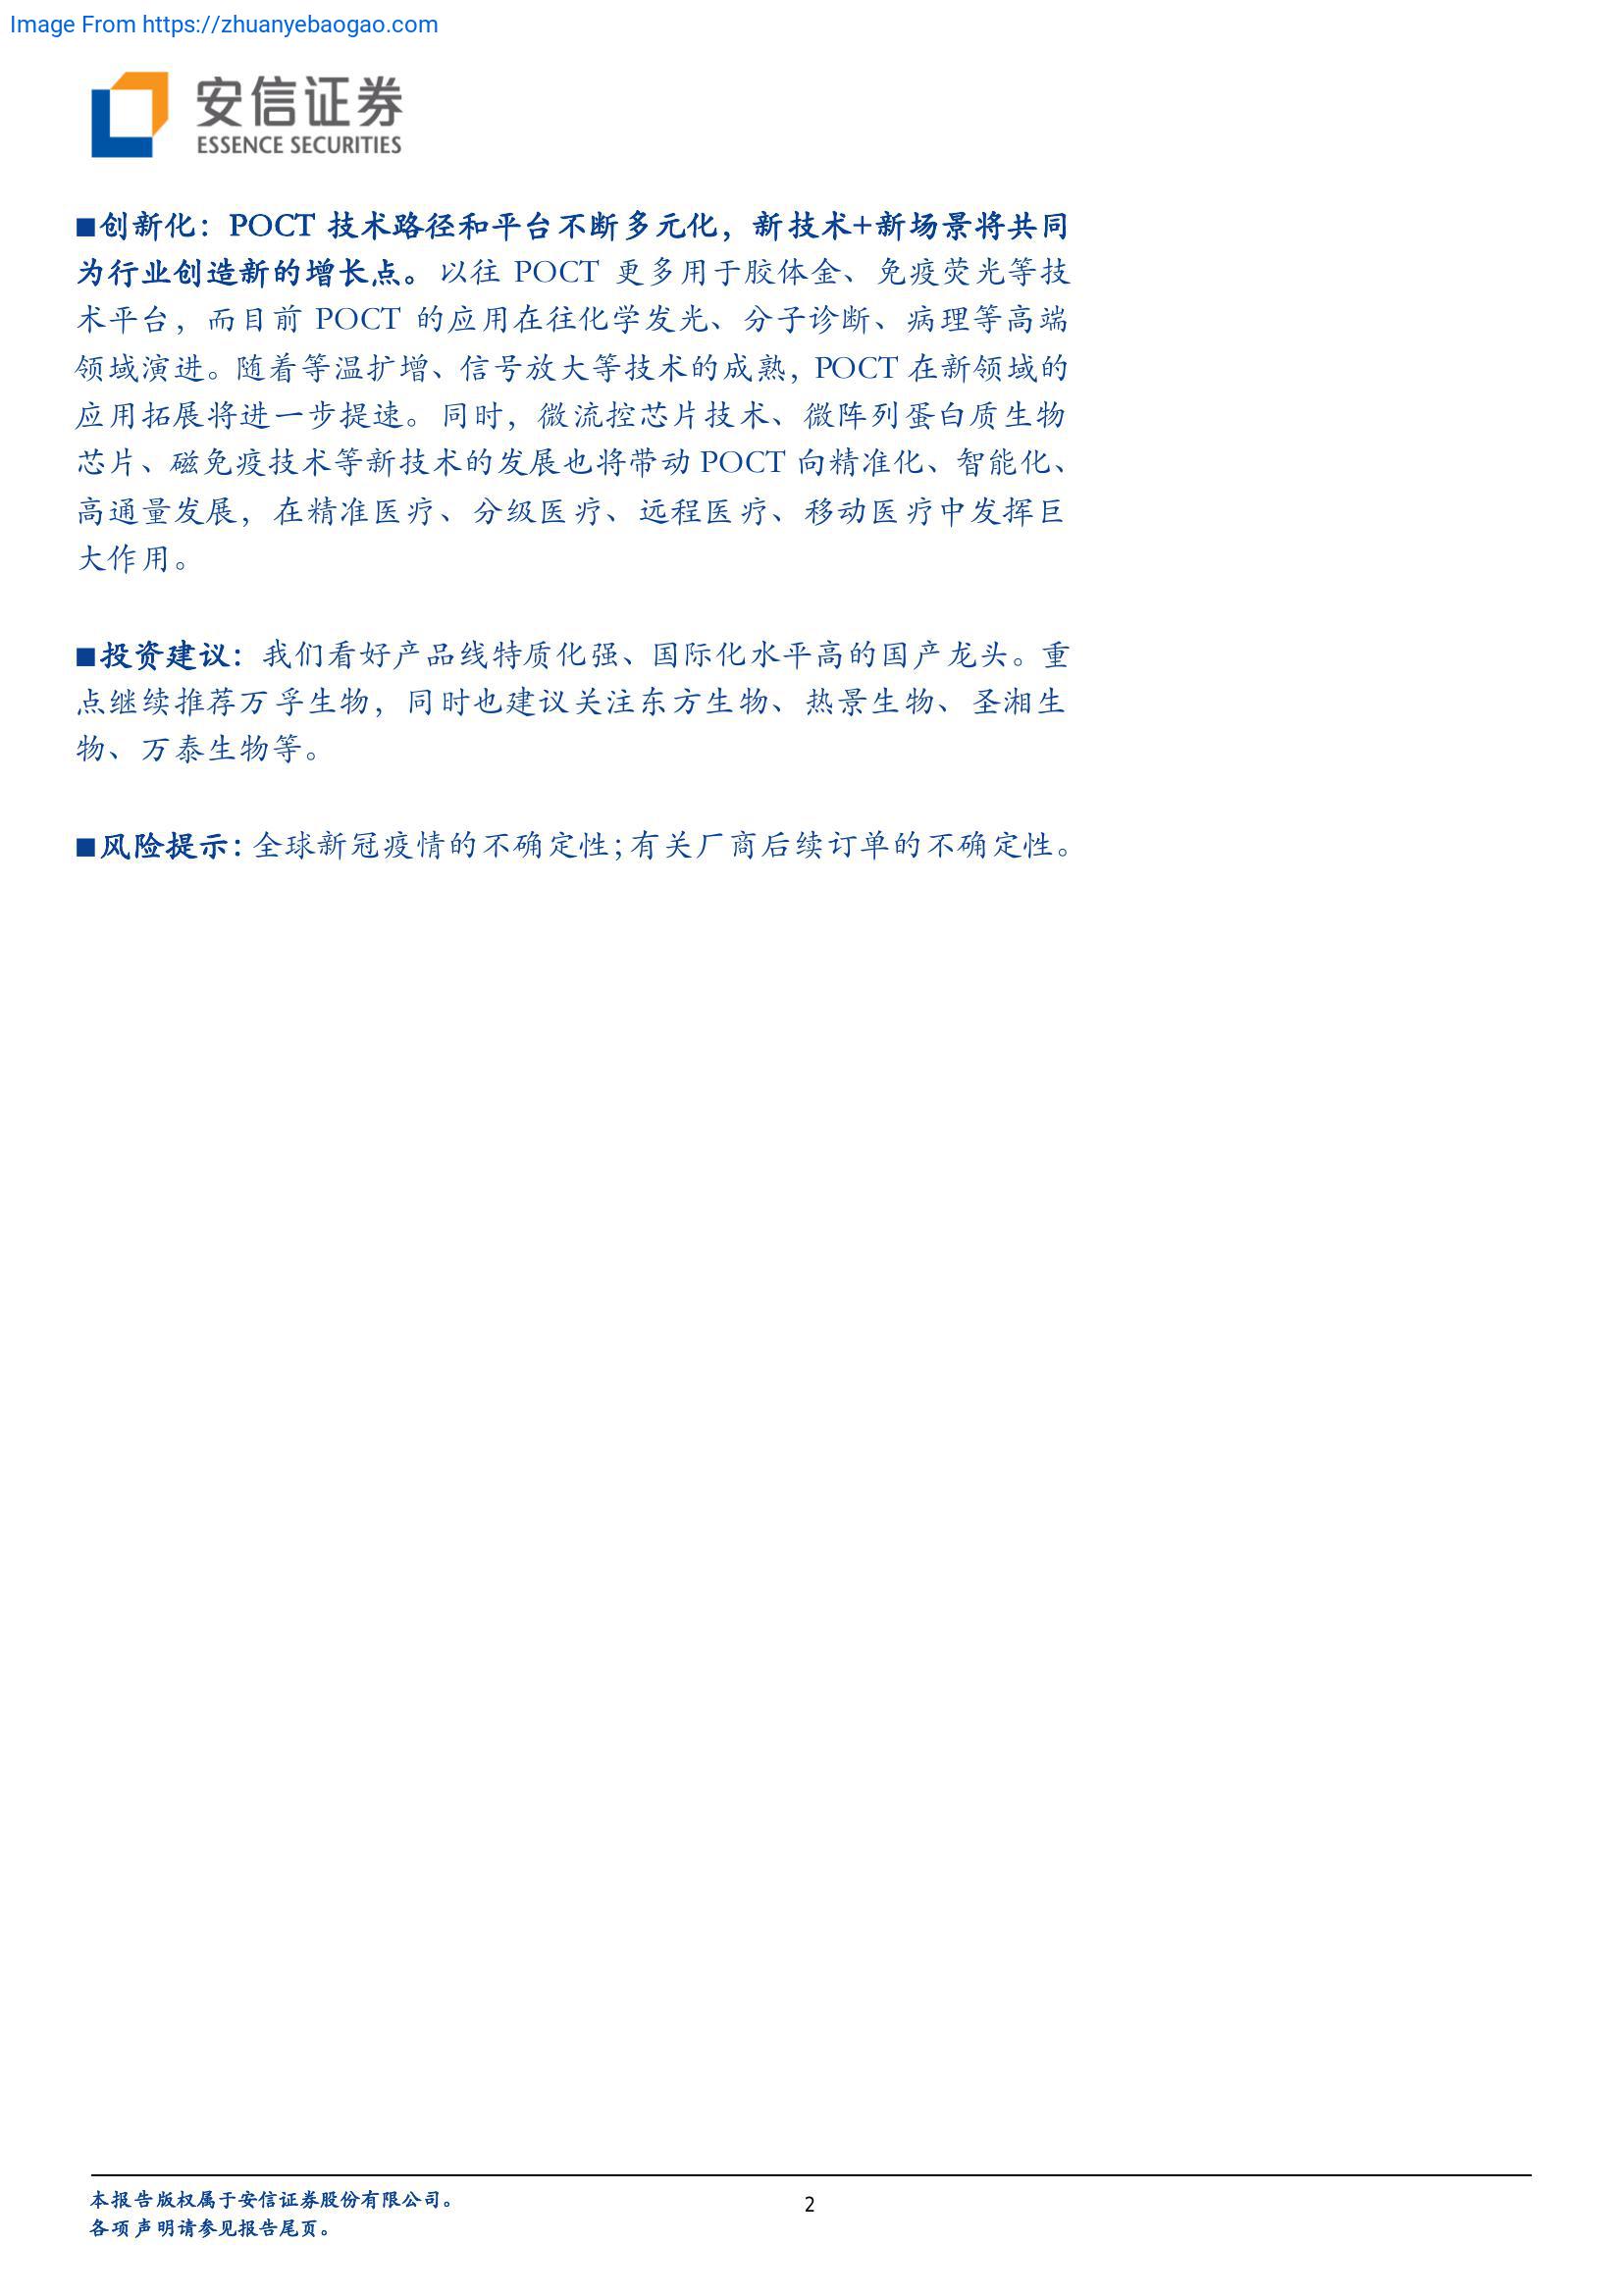 Image From https://zhuanyebaogao.com
安信证券
ESSENCE SECURITIES
■创新化：POCT 技术路径和平台不断多元化，新技术+新场景将共同
为行业创造新的增长点。以往 POCT 更多用于胶体金、免疫荧光等技
术平台，而目前 POCT 的应用在往化学发光、分子诊断、病理等高端
领域演进。随着等温扩增、信号放大等技术的成熟，POCT 在新领域的
应用拓展将进一步提速。同时，微流控芯片技术、微阵列蛋白质生物
芯片、磁免疫技术等新技术的发展也将带动 POCT 向精准化、智能化、
高通量发展，在精准医疗、分级医疗、远程医疗、移动医疗中发挥巨
大作用。
■投资建议：我们看好产品线特质化强、国际化水平高的国产龙头。重
点继续推荐万孚生物，同时也建议关注东方生物、热景生物、圣湘生
物、万泰生物等。
■风险提示：全球新冠疫情的不确定性；有关厂商后续订单的不确定性。
本报告版权属于安信证券股份有限公司。
各项声明请参见报告尾页。
2